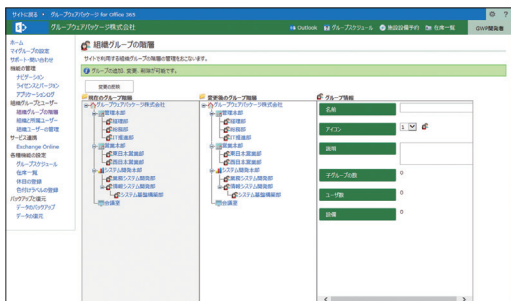 サイトに戻る ・ グループウェアパッケージ for Office 365
?
グループウェアパッケージ株式会社
Outlook
グループスケジュール
施設設備予約
在庫一覧
GWP開発者
ホーム
マイグループの設定
サポート・問い合わせ
機能の管理
ナビゲーション
ライセンスとバージョン
アプリケーションログ
組織グループとユーザー
組織グループの階層
組織と所属ユーザー
組織ユーザーの管理
サービス連携
Exchange Online
各種機能の設定
グループスケジュール
在庫一覧
休日の登録
色付けラベルの登録
バックアップと復元
データのバックアップ
データの復元
組織グループの階層
サイトで利用する組織グループの階層の管理をおこないます。
グループの追加、変更、削除が可能です。
変更の反映
現在のグループ階層
グループウェアパッケージ株式会社
管理本部
経理部
総務部
IT推進部
営業本部
東日本営業部
西日本営業部
システム開発本部
業務システム開発部
情報システム開発部
システム基盤構築部
会議室
変更後のグループ階層
グループウェアパッケージ株式会社
管理本部
経理部
総務部
IT推進部
営業本部
東日本営業部
西日本営業部
システム開発本部
業務システム開発部
情報システム開発部
システム基盤構築部
会議室
グループ情報
名前
アイコン
1
説明
子グループの数
0
ユーザ数
0
設備
0